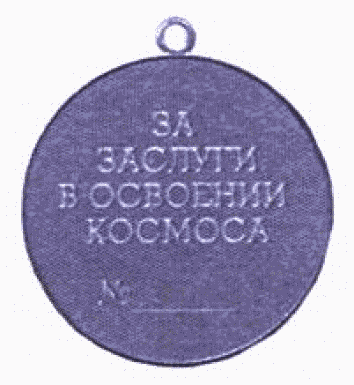 ЗА
ЗАСЛУГИ
В ОСВОЕНИИ
КОСМОСА
№